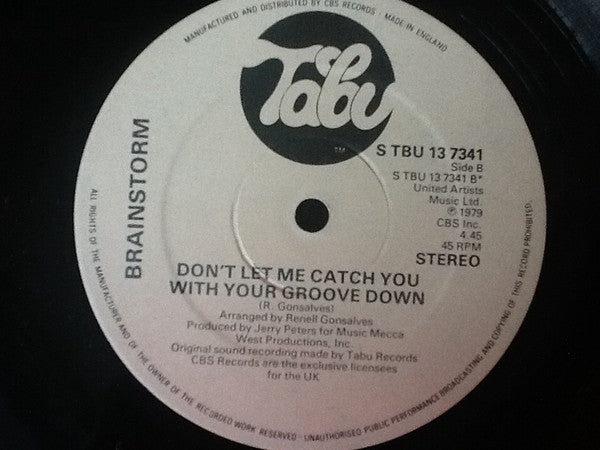 MANUFACTURED AND DISTRIBUTED BY CBS RECORDS · MADE IN ENGLAND
Tabu
TM
BRAINSTORM
S TBU 13 7341
Side B
S TBU 13 7341 B*
United Artists
Music Ltd.
℗ 1979
CBS Inc.
4.45
45 RPM
STEREO
DON'T LET ME CATCH YOU
WITH YOUR GROOVE DOWN
(R. Gonsalves)
Arranged by Renell Gonsalves
Produced by Jerry Peters for Music Mecca
West Productions, Inc.
Original sound recording made by Tabu Records
CBS Records are the exclusive licensees
for the UK
ALL RIGHTS OF THE MANUFACTURER AND OF THE OWNER OF THE RECORDED WORK RESERVED - UNAUTHORISED PUBLIC PERFORMANCE BROADCASTING AND COPYING OF THIS RECORD PROHIBITED.